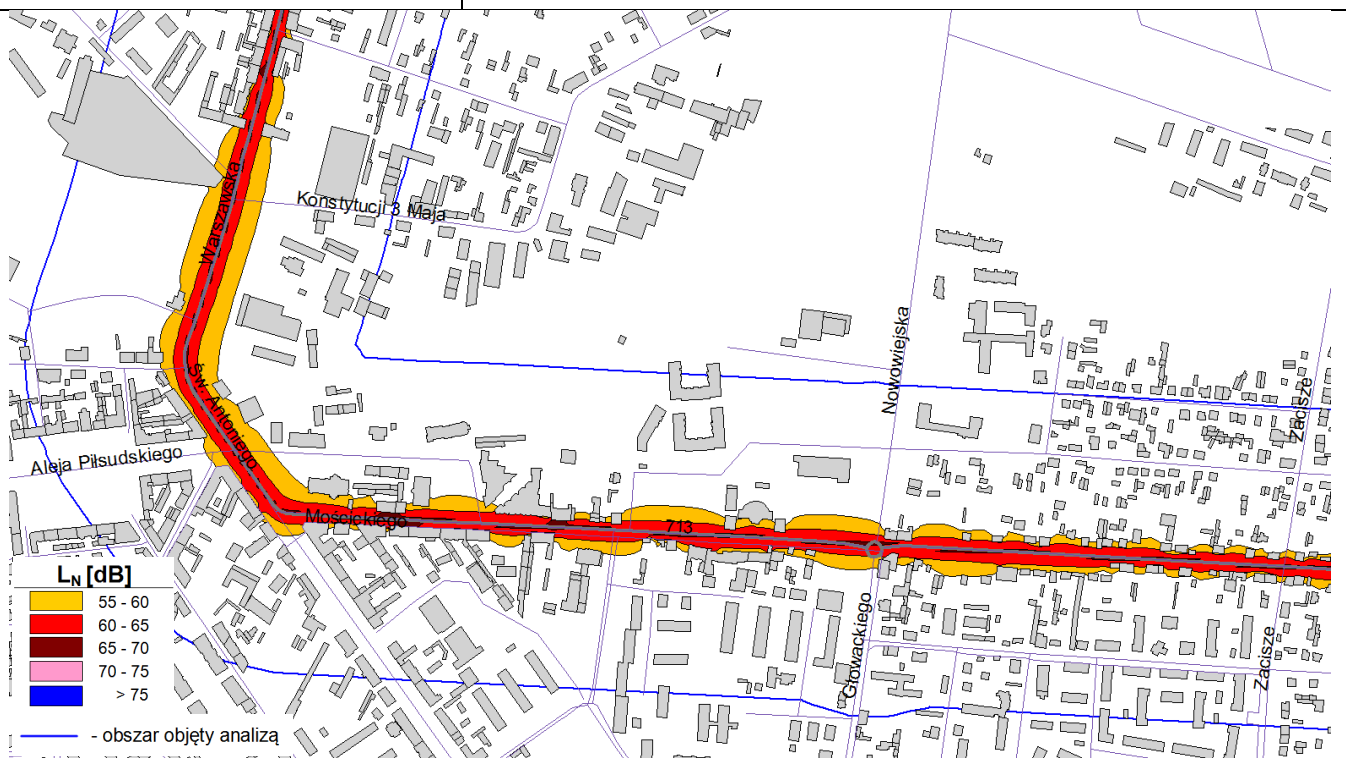 Konstytucji 3 Maja
Warszawska
Nowowiejska
Św. Antoniego
Zacisze
Aleja Piłsudskiego
Mościckiego
713
L_N [dB]
55 - 60
60 - 65
65 - 70
70 - 75
> 75
Głowackiego
Zacisze
- obszar objęty analizą